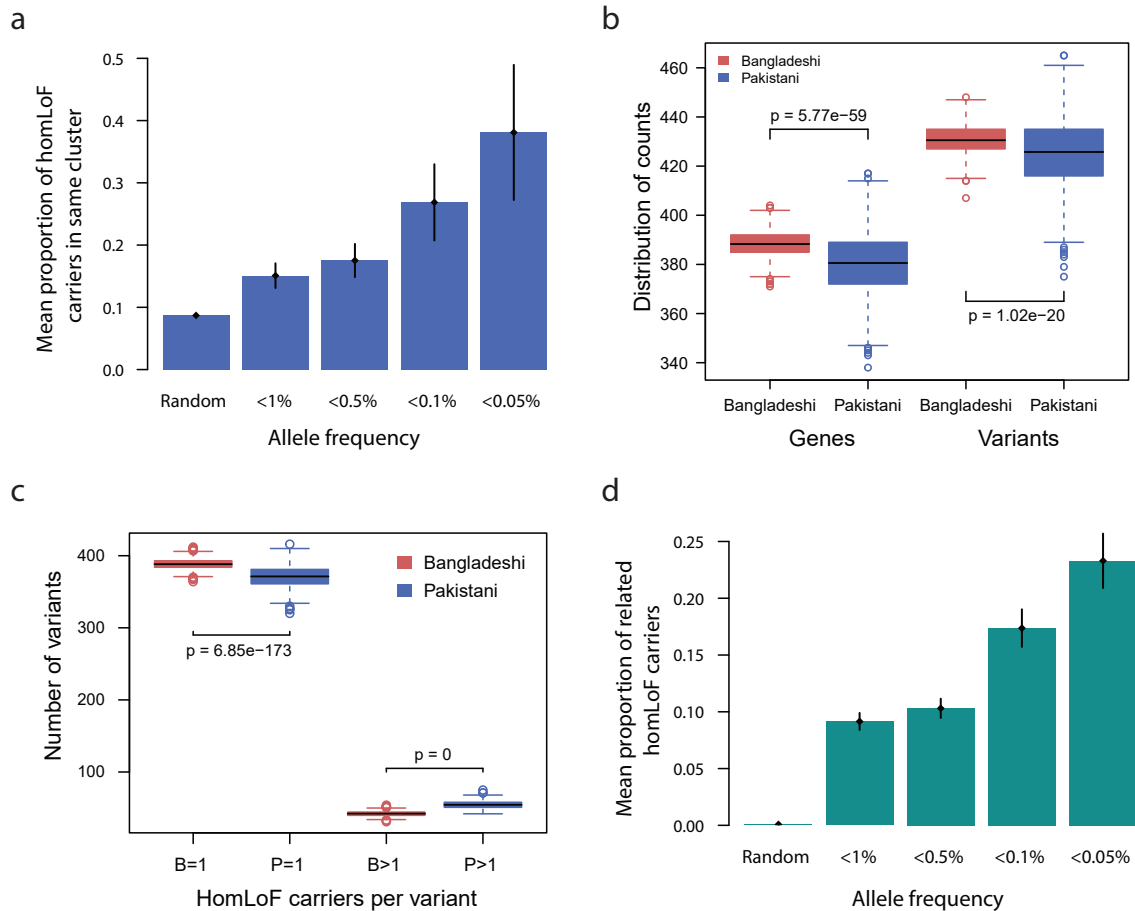 a
Mean proportion of homLoF
carriers in same cluster
0.5
0.4
0.3
0.2
0.1
0.0
Random <1% <0.5% <0.1% <0.05%
Allele frequency
b
Distribution of counts
460
440
420
400
380
360
340
Bangladeshi
Pakistani
p = 5.77e−59
p = 1.02e−20
Bangladeshi Pakistani Bangladeshi Pakistani
Genes Variants
c
Number of variants
400
300
200
100
Bangladeshi
Pakistani
p = 6.85e−173
p = 0
B=1 P=1 B>1 P>1
HomLoF carriers per variant
d
Mean proportion of related
homLoF carriers
0.25
0.20
0.15
0.10
0.05
0.00
Random <1% <0.5% <0.1% <0.05%
Allele frequency